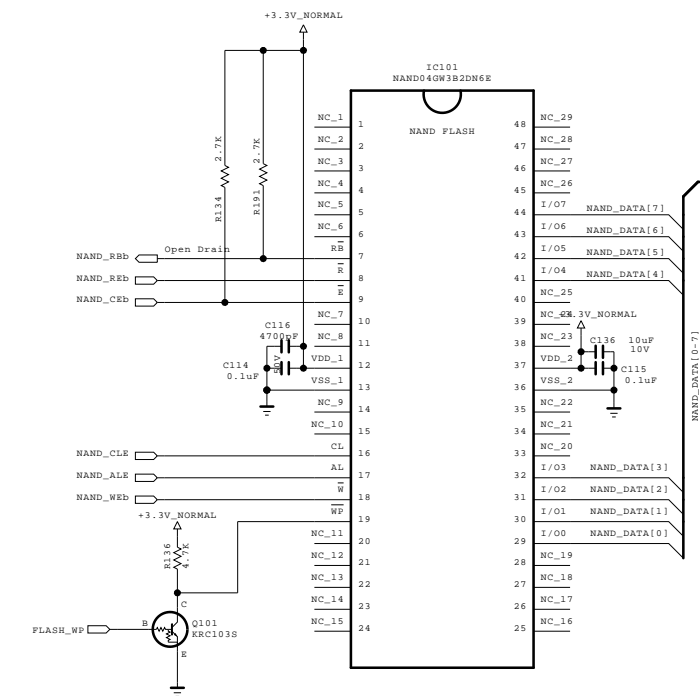 +3.3V_NORMAL
IC101
NAND04GW3B2DN6E
NAND FLASH
2.7K
R134
2.7K
R191
NC_1 1
NC_2 2
NC_3 3
NC_4 4
NC_5 5
NC_6 6
NAND_RBb Open Drain RB 7
NAND_REb R 8
NAND_CEb E 9
NC_7 10
NC_8 11
VDD_1 12
VSS_1 13
NC_9 14
NC_10 15
NAND_CLE CL 16
NAND_ALE AL 17
NAND_WEb W 18
WP 19
NC_11 20
NC_12 21
NC_13 22
NC_14 23
NC_15 24
C116
4700pF
50V
C114
0.1uF
+3.3V_NORMAL
R136
4.7K
C
B
E
Q101
KRC103S
FLASH_WP
48 NC_29
47 NC_28
46 NC_27
45 NC_26
44 I/O7 NAND_DATA[7]
43 I/O6 NAND_DATA[6]
42 I/O5 NAND_DATA[5]
41 I/O4 NAND_DATA[4]
40 NC_25
39 NC_24
38 NC_23
37 VDD_2
36 VSS_2
35 NC_22
34 NC_21
33 NC_20
32 I/O3 NAND_DATA[3]
31 I/O2 NAND_DATA[2]
30 I/O1 NAND_DATA[1]
29 I/O0 NAND_DATA[0]
28 NC_19
27 NC_18
26 NC_17
25 NC_16
+3.3V_NORMAL
C136
10uF
10V
C115
0.1uF
NAND_DATA[0-7]